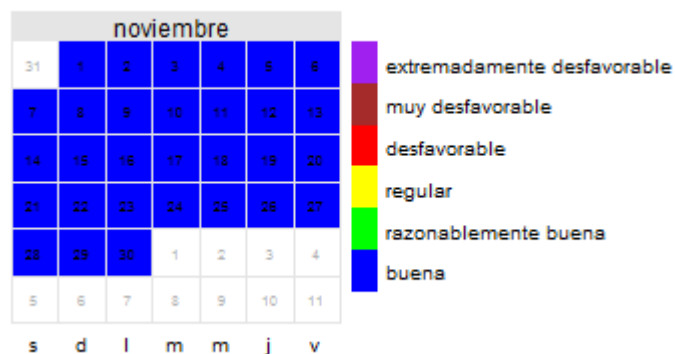 noviembre
31 1 2 3 4 5 6
7 8 9 10 11 12 13
14 15 16 17 18 19 20
21 22 23 24 25 26 27
28 29 30 1 2 3 4
5 6 7 8 9 10 11
s d l m m j v
extremadamente desfavorable
muy desfavorable
desfavorable
regular
razonablemente buena
buena